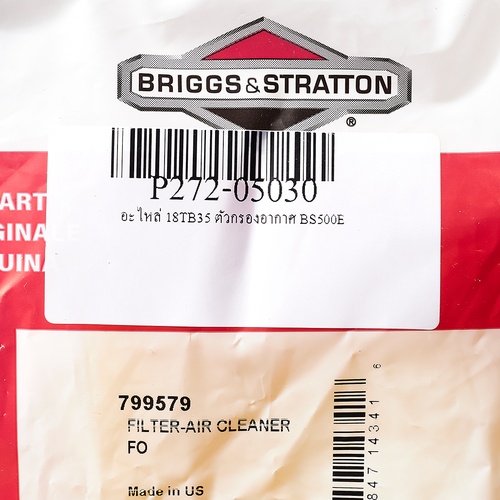 BRIGGS & STRATTON
®
P272-05030
อะไหล่ 18TB35 ตัวกรองอากาศ BS500E
799579
FILTER-AIR CLEANER
FO
Made in US
847 14341 6